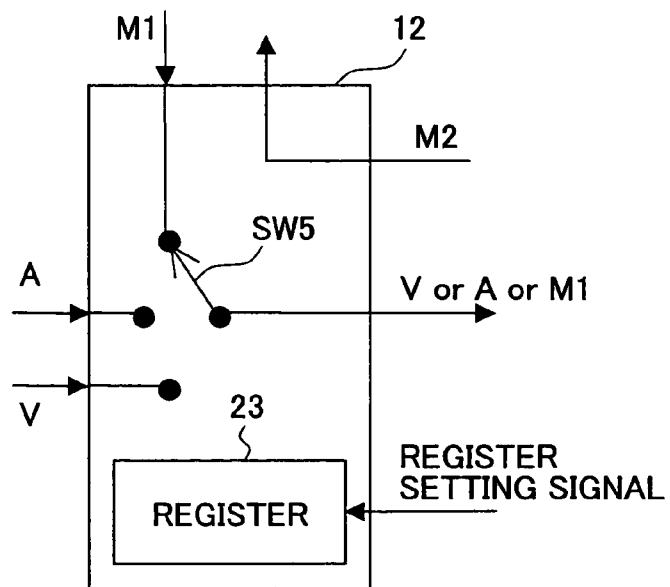 M1
12
M2
SW5
A
V or A or M1
V
23
REGISTER
SETTING SIGNAL
REGISTER